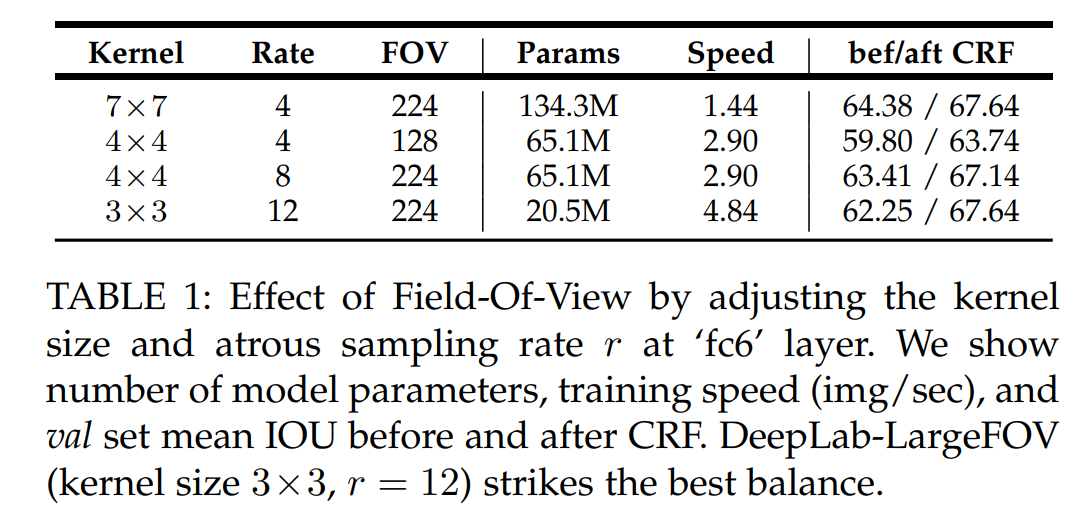 Kernel Rate FOV Params Speed bef/aft CRF
7×7 4 224 134.3M 1.44 64.38 / 67.64
4×4 4 128 65.1M 2.90 59.80 / 63.74
4×4 8 224 65.1M 2.90 63.41 / 67.14
3×3 12 224 20.5M 4.84 62.25 / 67.64
TABLE 1: Effect of Field-Of-View by adjusting the kernel
size and atrous sampling rate r at ‘fc6’ layer. We show
number of model parameters, training speed (img/sec), and
val set mean IOU before and after CRF. DeepLab-LargeFOV
(kernel size 3×3, r = 12) strikes the best balance.